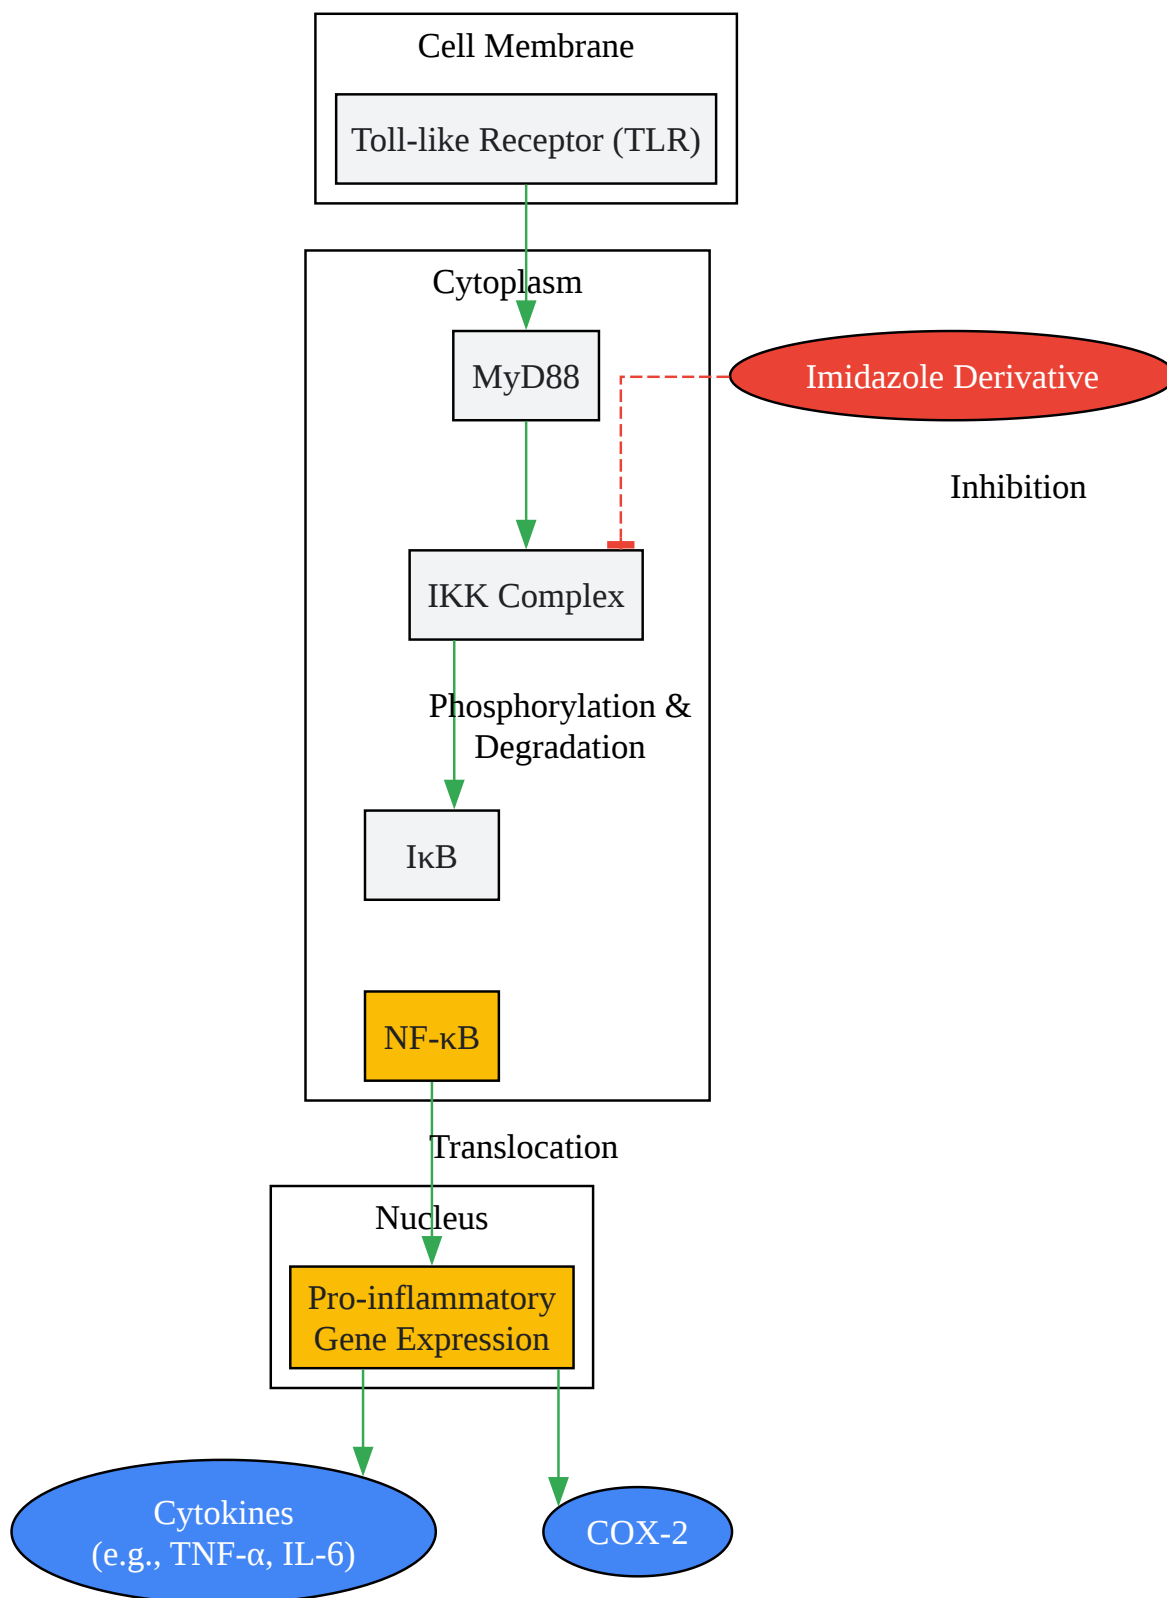 Cell Membrane
Toll-like Receptor (TLR)
Cytoplasm
MyD88
Imidazole Derivative
Inhibition
IKK Complex
Phosphorylation &
Degradation
IκB
NF-κB
Translocation
Nucleus
Pro-inflammatory
Gene Expression
Cytokines
(e.g., TNF-α, IL-6)
COX-2